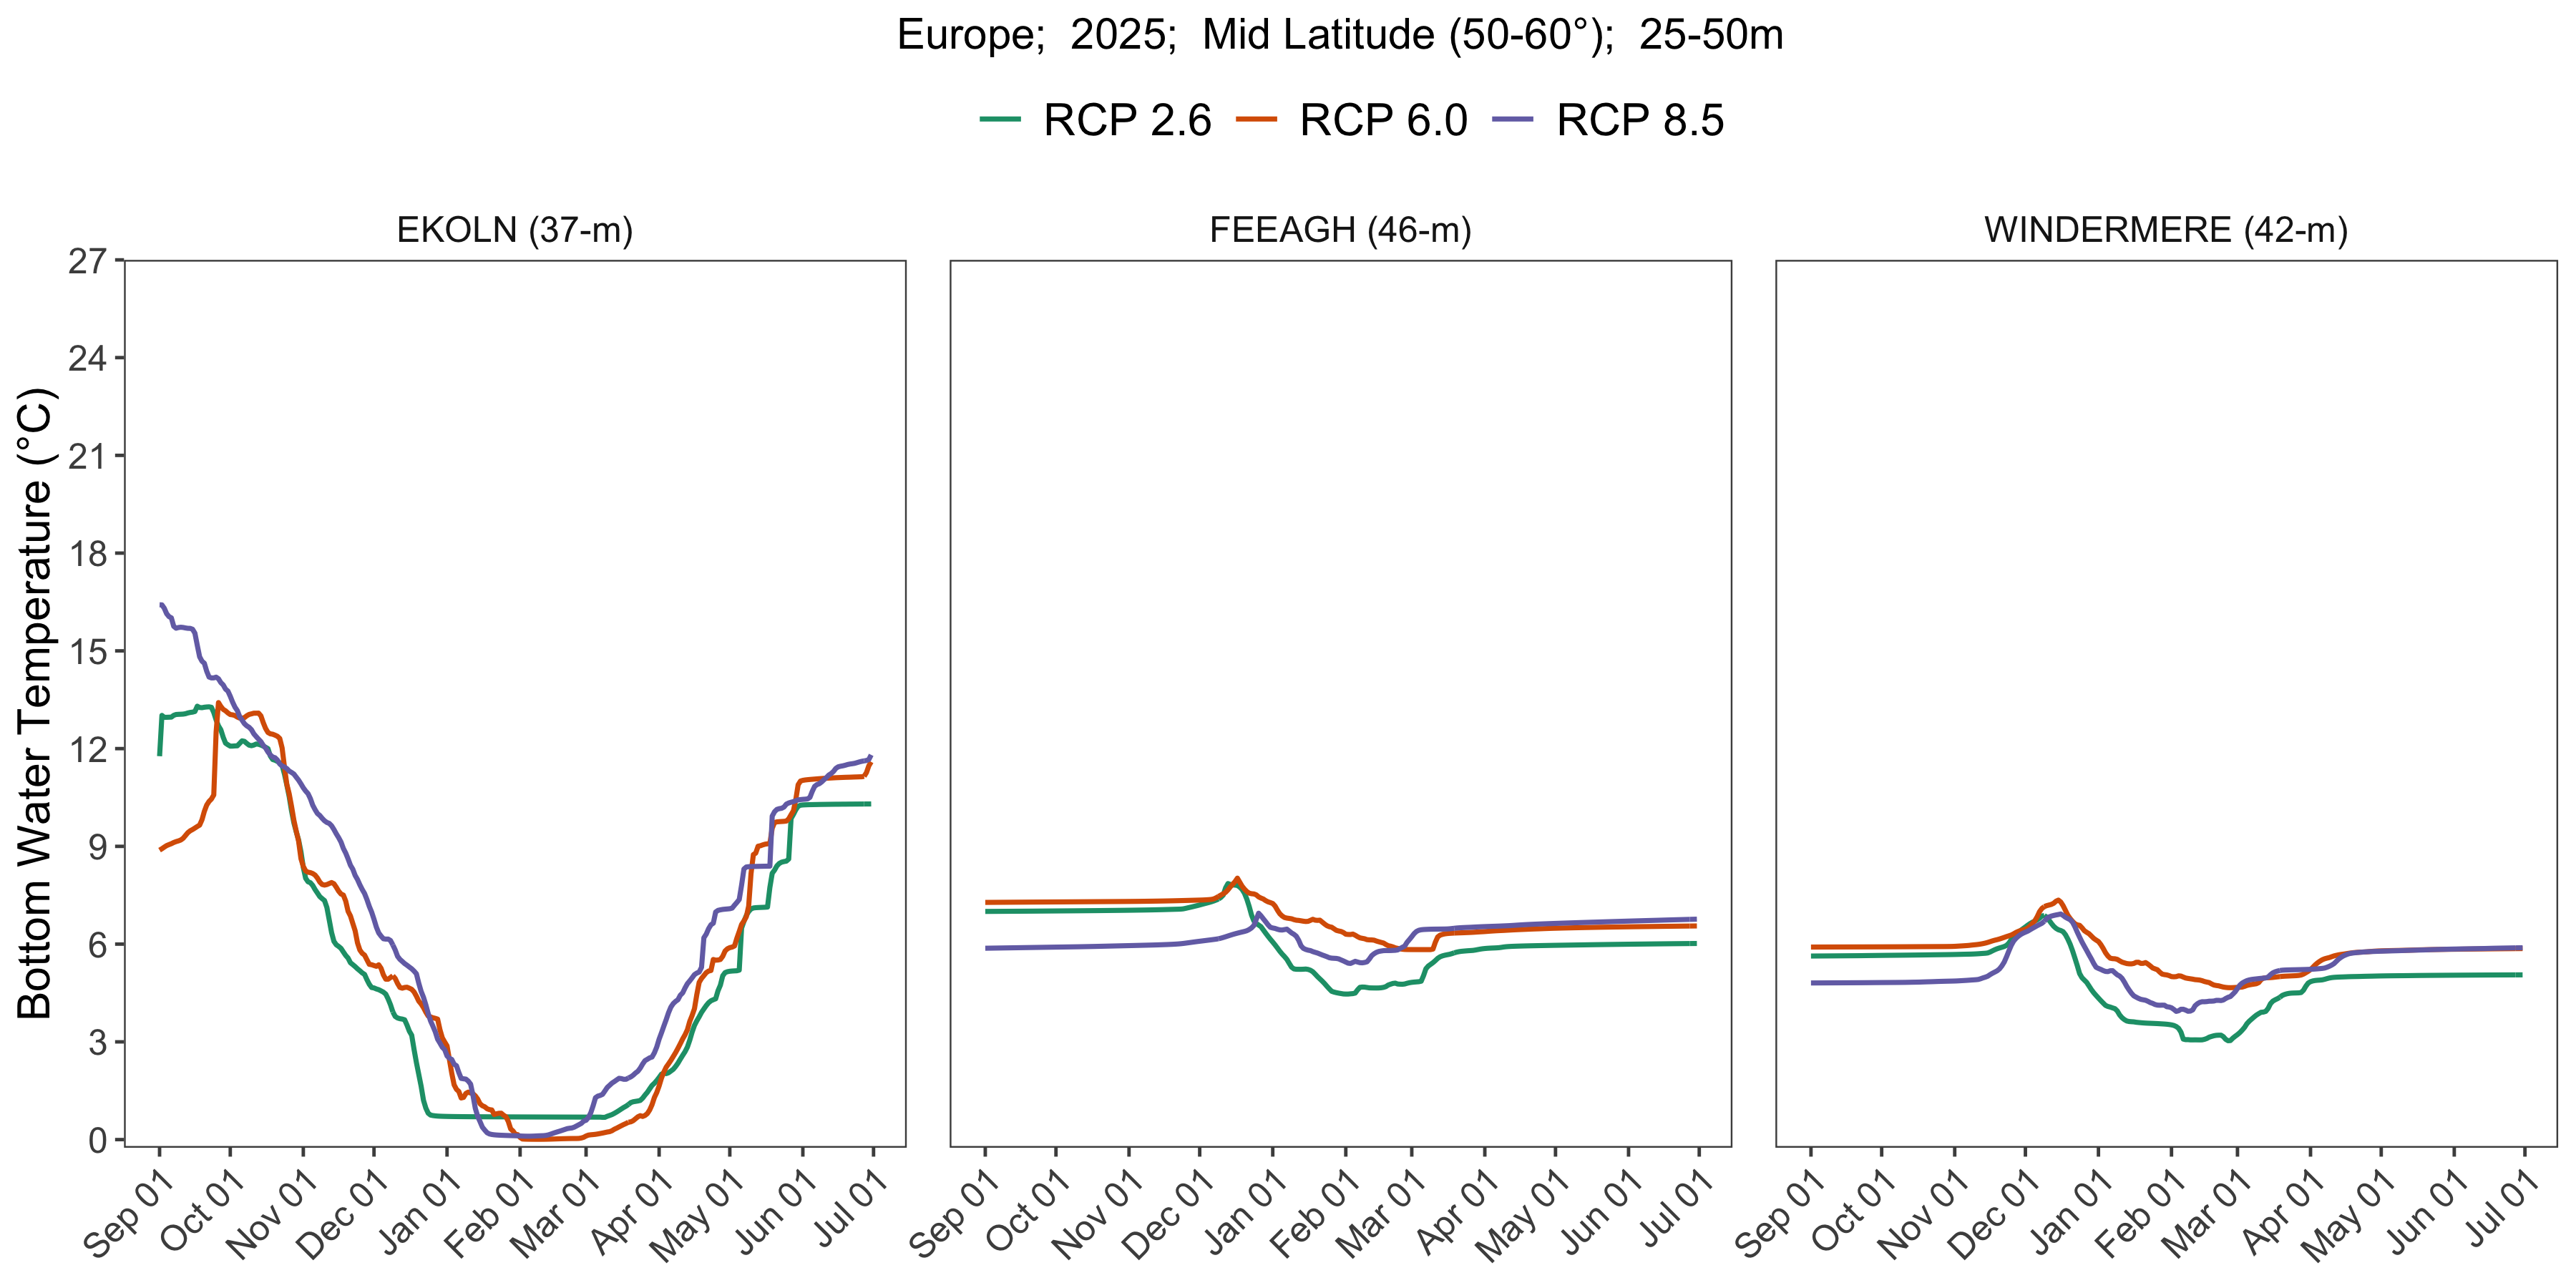 Europe;  2025;  Mid Latitude (50-60°);  25-50m
RCP 2.6 RCP 6.0 RCP 8.5
EKOLN (37-m) FEEAGH (46-m) WINDERMERE (42-m)
Bottom Water Temperature (°C)
27
24
21
18
15
12
9
6
3
0
Sep 01 Oct 01 Nov 01 Dec 01 Jan 01 Feb 01 Mar 01 Apr 01 May 01 Jun 01 Jul 01
Sep 01 Oct 01 Nov 01 Dec 01 Jan 01 Feb 01 Mar 01 Apr 01 May 01 Jun 01 Jul 01
Sep 01 Oct 01 Nov 01 Dec 01 Jan 01 Feb 01 Mar 01 Apr 01 May 01 Jun 01 Jul 01